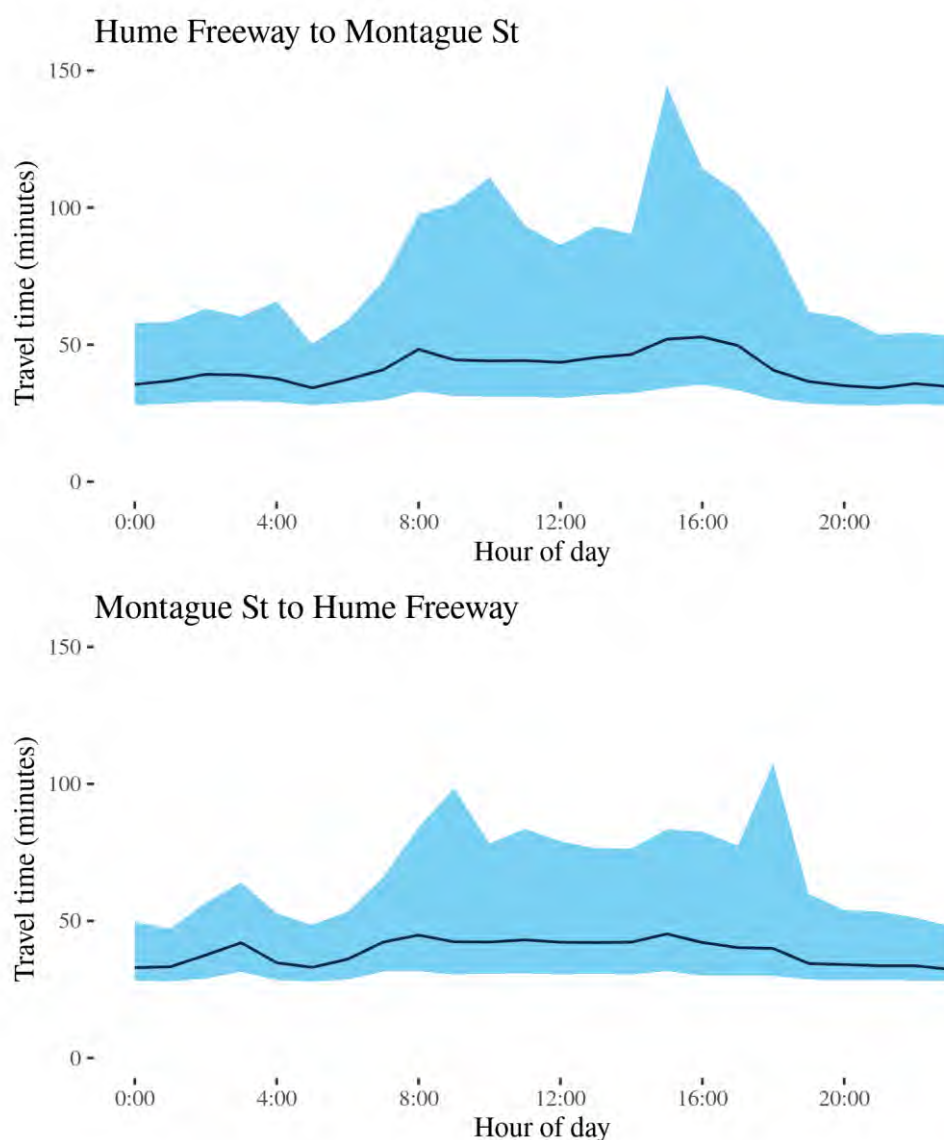 Hume Freeway to Montague St
150
100
50
0
Travel time (minutes)
0:00 4:00 8:00 12:00 16:00 20:00
Hour of day
Montague St to Hume Freeway
150
100
50
0
Travel time (minutes)
0:00 4:00 8:00 12:00 16:00 20:00
Hour of day